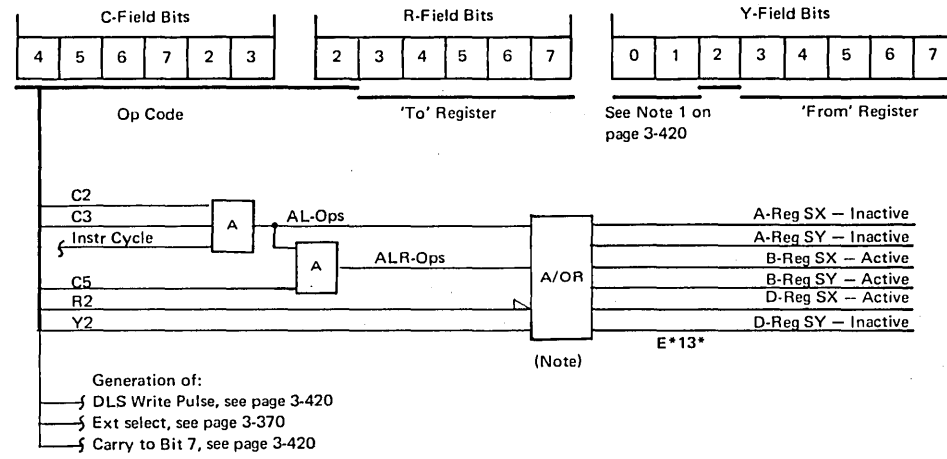 C-Field Bits R-Field Bits Y-Field Bits
4 5 6 7 2 3 2 3 4 5 6 7 0 1 2 3 4 5 6 7
Op Code 'To' Register See Note 1 on 'From' Register
page 3-420
C2
C3 A AL-Ops A-Reg SX — Inactive
Instr Cycle A-Reg SY — Inactive
A ALR-Ops A/OR B-Reg SX — Active
C5 B-Reg SY — Active
R2 D-Reg SX — Active
Y2 D-Reg SY — Inactive
E*13*
(Note)
Generation of:
DLS Write Pulse, see page 3-420
Ext select, see page 3-370
Carry to Bit 7, see page 3-420